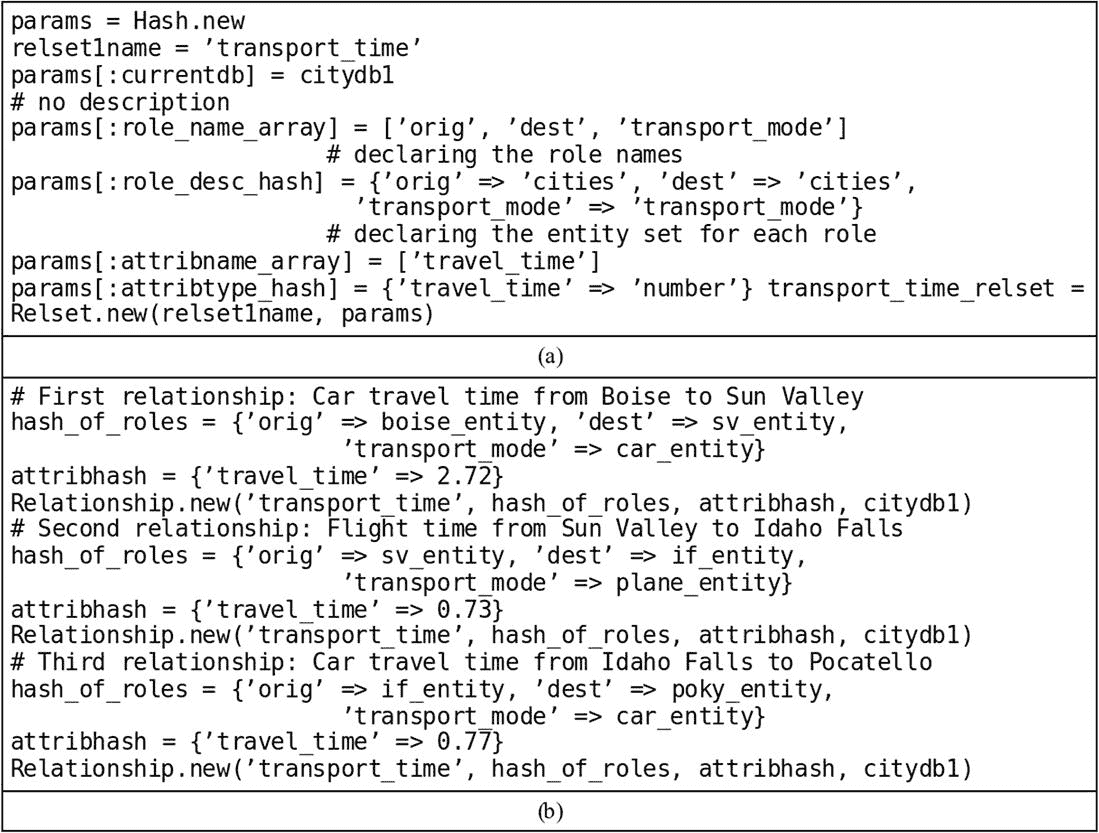 params = Hash.new
relset1name = ’transport_time’
params[:currentdb] = citydb1
# no description
params[:role_name_array] = [’orig’, ’dest’, ’transport_mode’]
# declaring the role names
params[:role_desc_hash] = {’orig’ => ’cities’, ’dest’ => ’cities’,
’transport_mode’ => ’transport_mode’}
# declaring the entity set for each role
params[:attribname_array] = [’travel_time’]
params[:attribtype_hash] = {’travel_time’ => ’number’} transport_time_relset =
Relset.new(relset1name, params)
(a)
# First relationship: Car travel time from Boise to Sun Valley
hash_of_roles = {’orig’ => boise_entity, ’dest’ => sv_entity,
’transport_mode’ => car_entity}
attribhash = {’travel_time’ => 2.72}
Relationship.new(’transport_time’, hash_of_roles, attribhash, citydb1)
# Second relationship: Flight time from Sun Valley to Idaho Falls
hash_of_roles = {’orig’ => sv_entity, ’dest’ => if_entity,
’transport_mode’ => plane_entity}
attribhash = {’travel_time’ => 0.73}
Relationship.new(’transport_time’, hash_of_roles, attribhash, citydb1)
# Third relationship: Car travel time from Idaho Falls to Pocatello
hash_of_roles = {’orig’ => if_entity, ’dest’ => poky_entity,
’transport_mode’ => car_entity}
attribhash = {’travel_time’ => 0.77}
Relationship.new(’transport_time’, hash_of_roles, attribhash, citydb1)
(b)